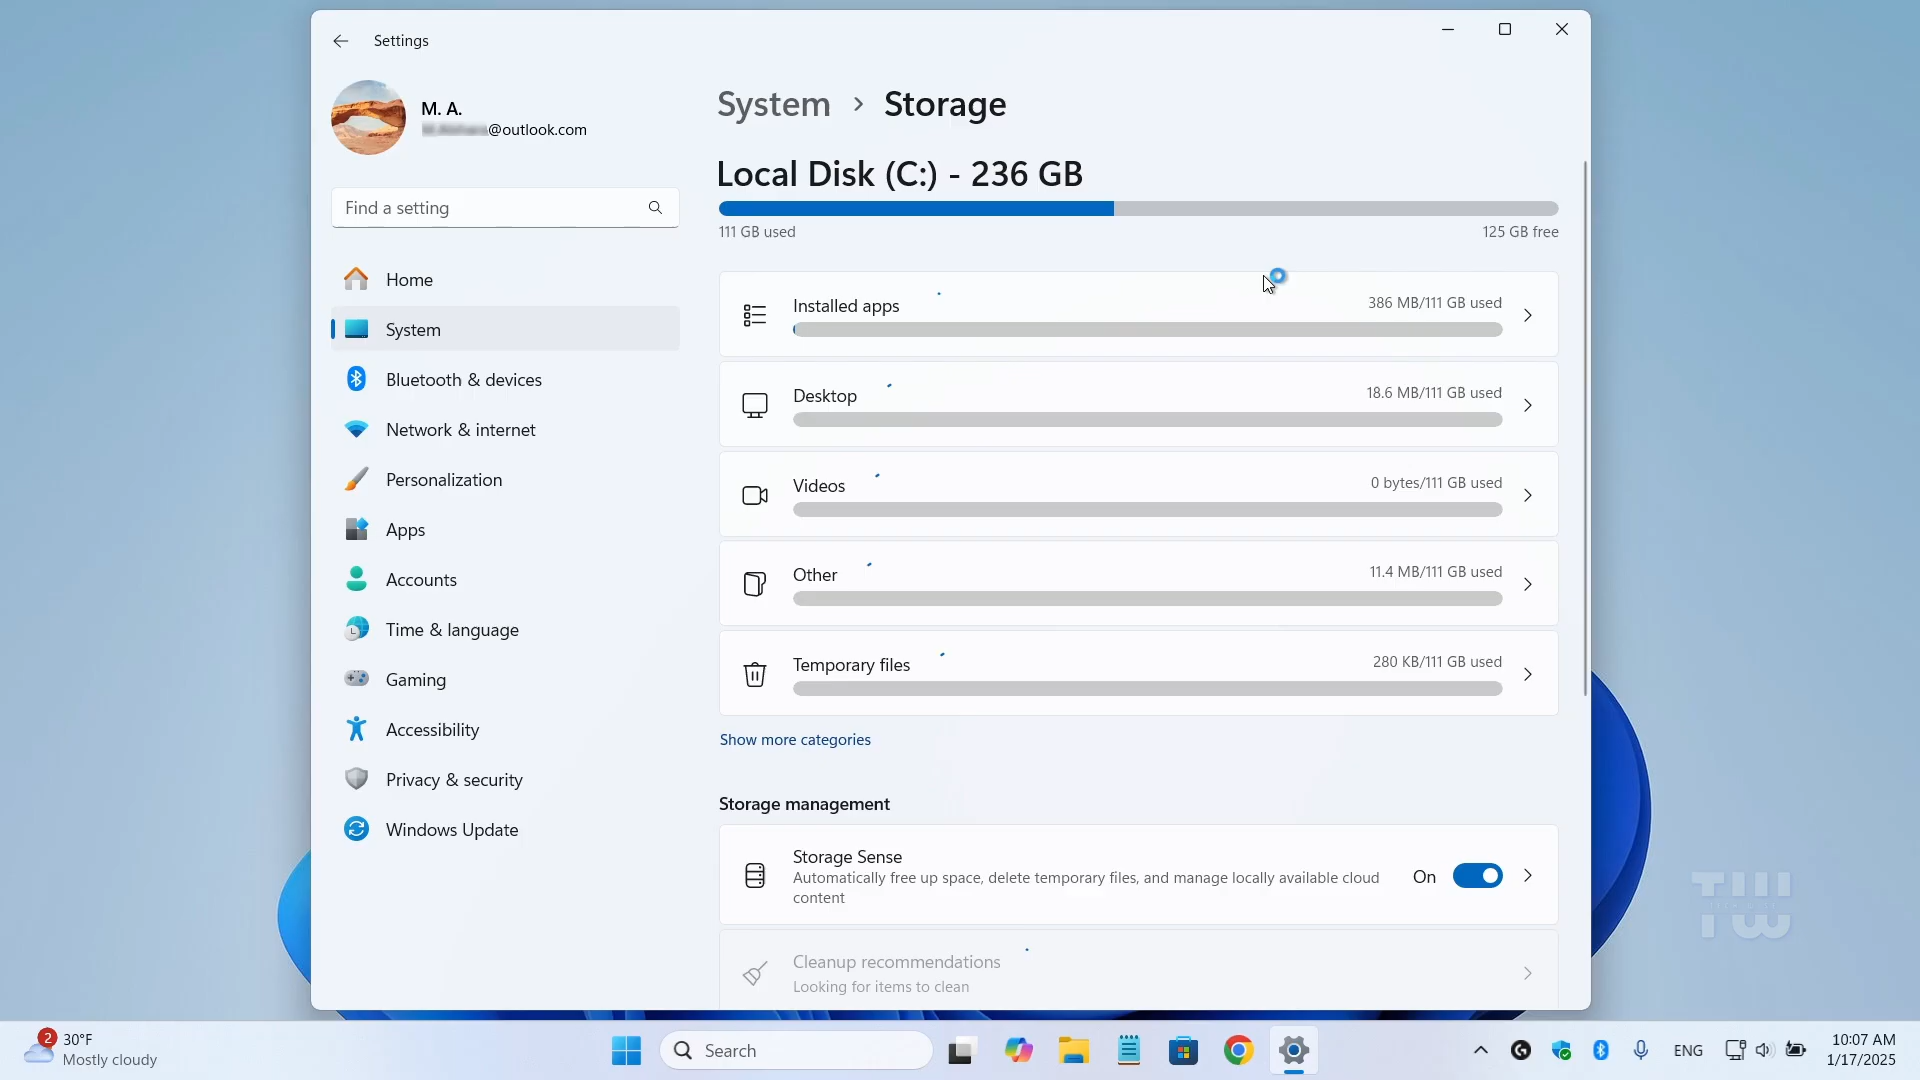 Settings
M. A.
@outlook.com
Find a setting
Home
System
Bluetooth & devices
Network & internet
Personalization
Apps
Accounts
Time & language
Gaming
Accessibility
Privacy & security
Windows Update
System > Storage
Local Disk (C:) - 236 GB
111 GB used
125 GB free
Installed apps
386 MB/111 GB used
Desktop
18.6 MB/111 GB used
Videos
0 bytes/111 GB used
Other
11.4 MB/111 GB used
Temporary files
280 KB/111 GB used
Show more categories
Storage management
Storage Sense
Automatically free up space, delete temporary files, and manage locally available cloud
content
On
Cleanup recommendations
Looking for items to clean
TW
2
30°F
Mostly cloudy
Search
ENG
10:07 AM
1/17/2025